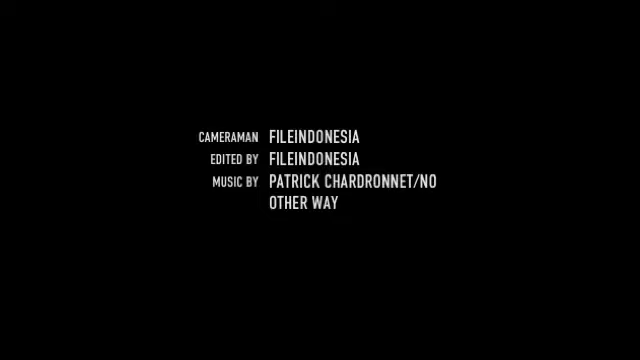 CAMERAMAN FILEINDONESIA
EDITED BY FILEINDONESIA
MUSIC BY PATRICK CHARDRONNET/NO
OTHER WAY